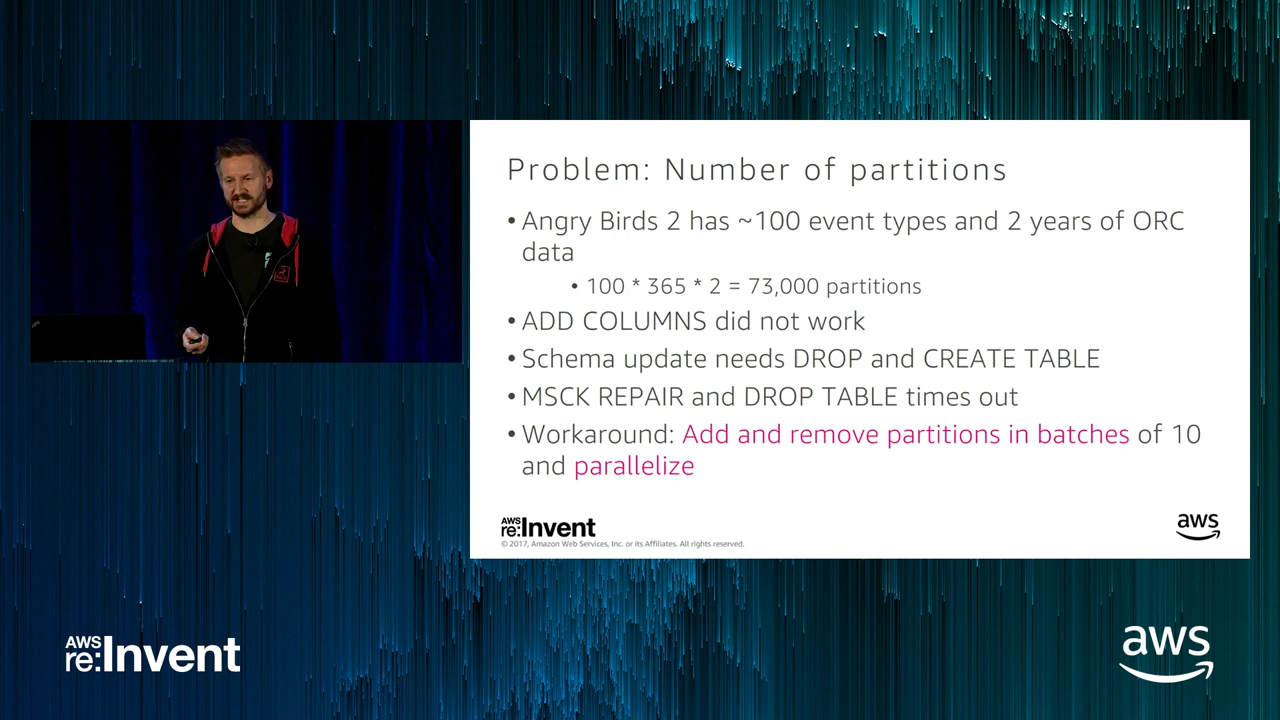 Problem: Number of partitions
• Angry Birds 2 has ~100 event types and 2 years of ORC
data
• 100 * 365 * 2 = 73,000 partitions
• ADD COLUMNS did not work
• Schema update needs DROP and CREATE TABLE
• MSCK REPAIR and DROP TABLE times out
• Workaround: Add and remove partitions in batches of 10
and parallelize
AWS
re:Invent
© 2017, Amazon Web Services, Inc. or its Affiliates. All rights reserved.
aws
AWS
re:Invent
aws